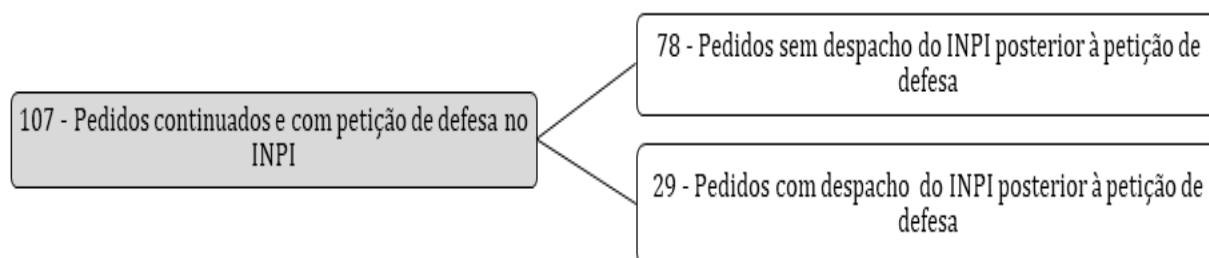 107 - Pedidos continuados e com petição de defesa no
INPI
78 - Pedidos sem despacho do INPI posterior à petição de
defesa
29 - Pedidos com despacho do INPI posterior à petição de
defesa